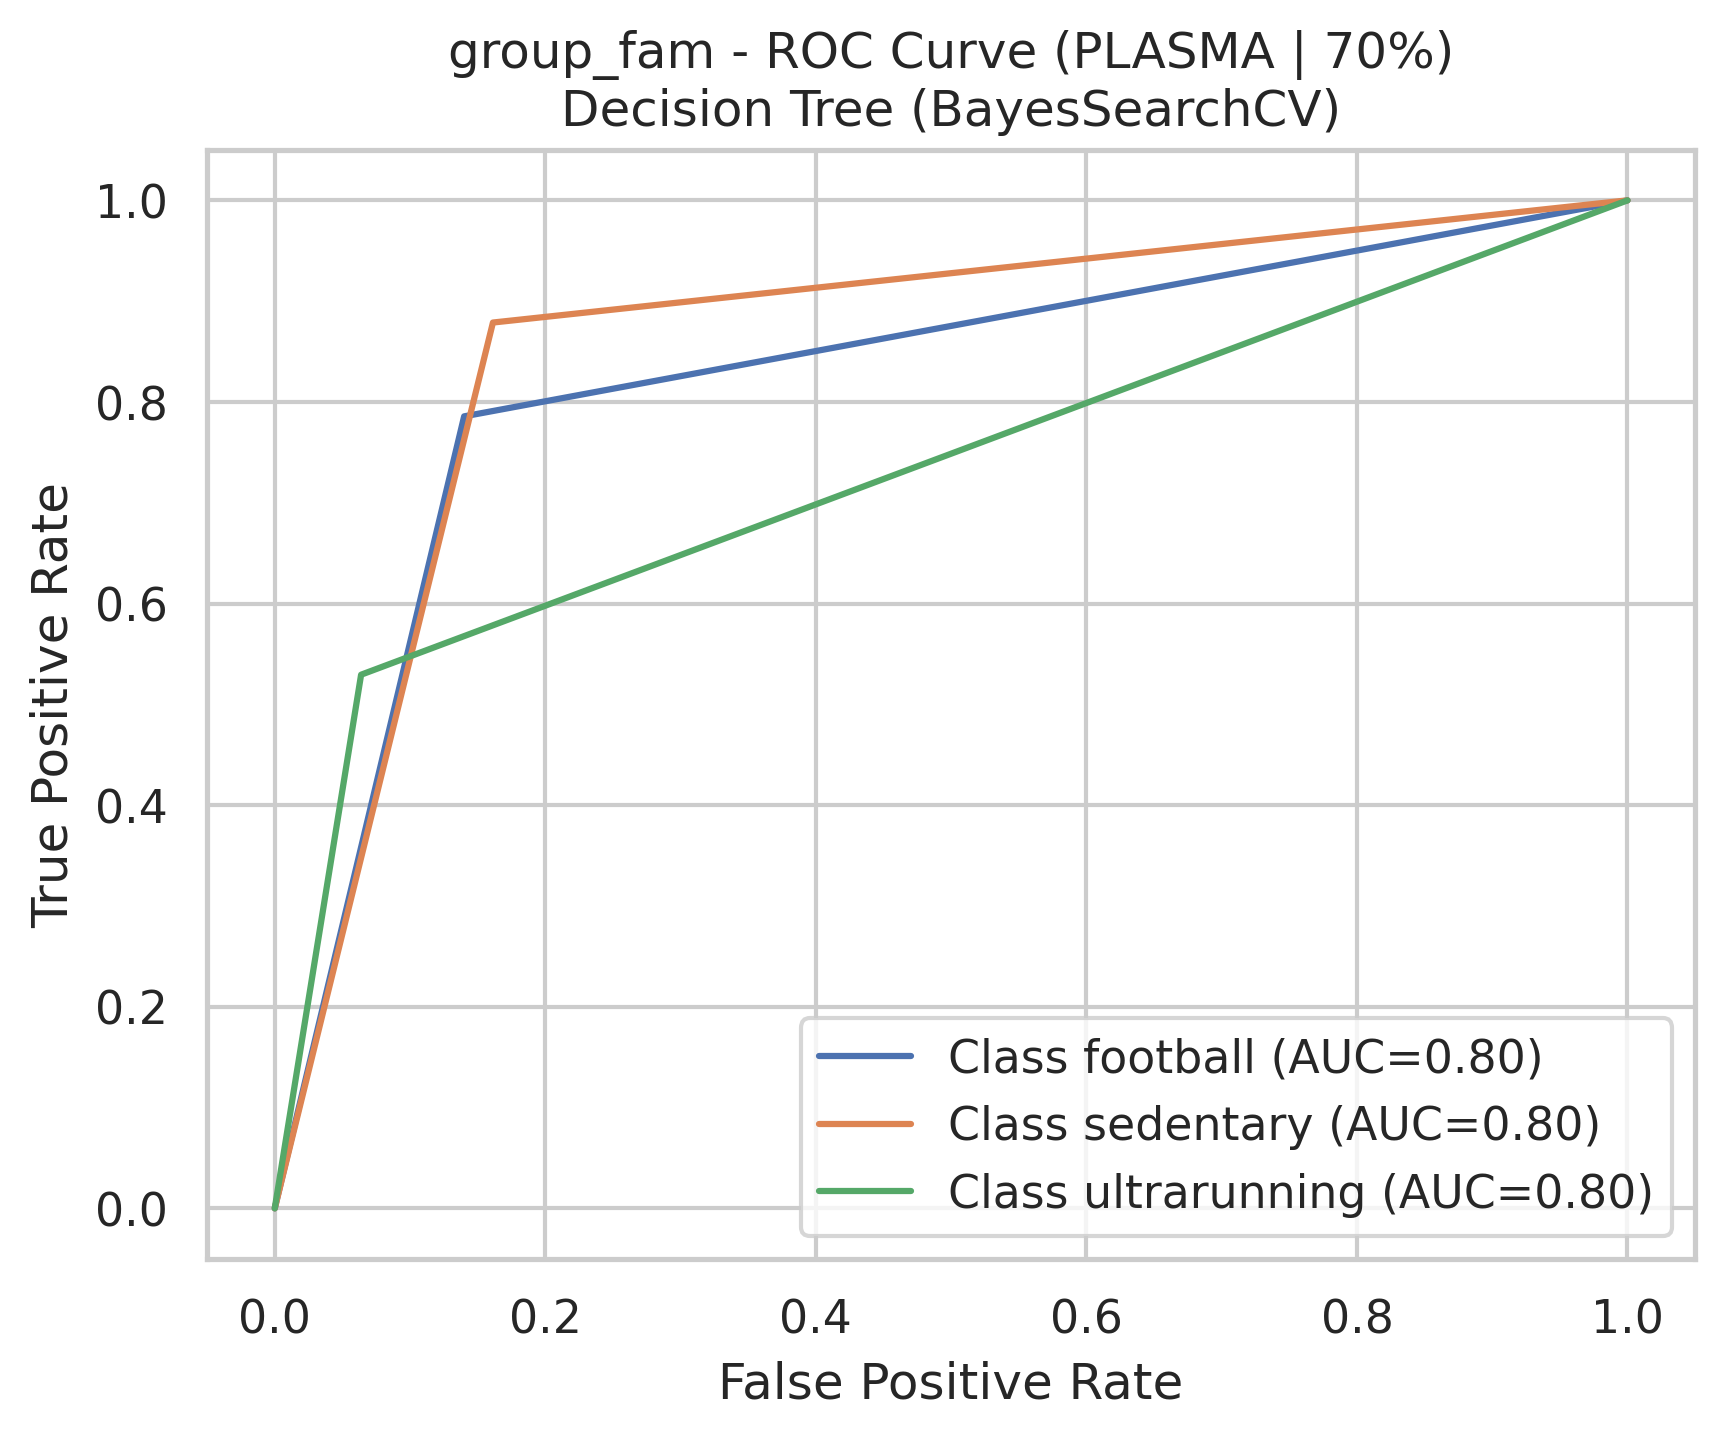 group_fam - ROC Curve (PLASMA | 70%)
Decision Tree (BayesSearchCV)
True Positive Rate
1.0
0.8
0.6
0.4
0.2
0.0
Class football (AUC=0.80)
Class sedentary (AUC=0.80)
Class ultrarunning (AUC=0.80)
0.0 0.2 0.4 0.6 0.8 1.0
False Positive Rate